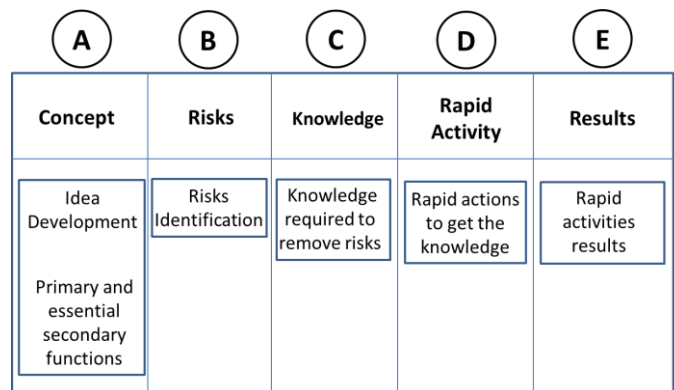 A B C D E
Concept Risks Knowledge Rapid Activity Results
Idea
Development
Primary and
essential
secondary
functions
Risks
Identification
Knowledge
required to
remove risks
Rapid actions
to get the
knowledge
Rapid
activities
results